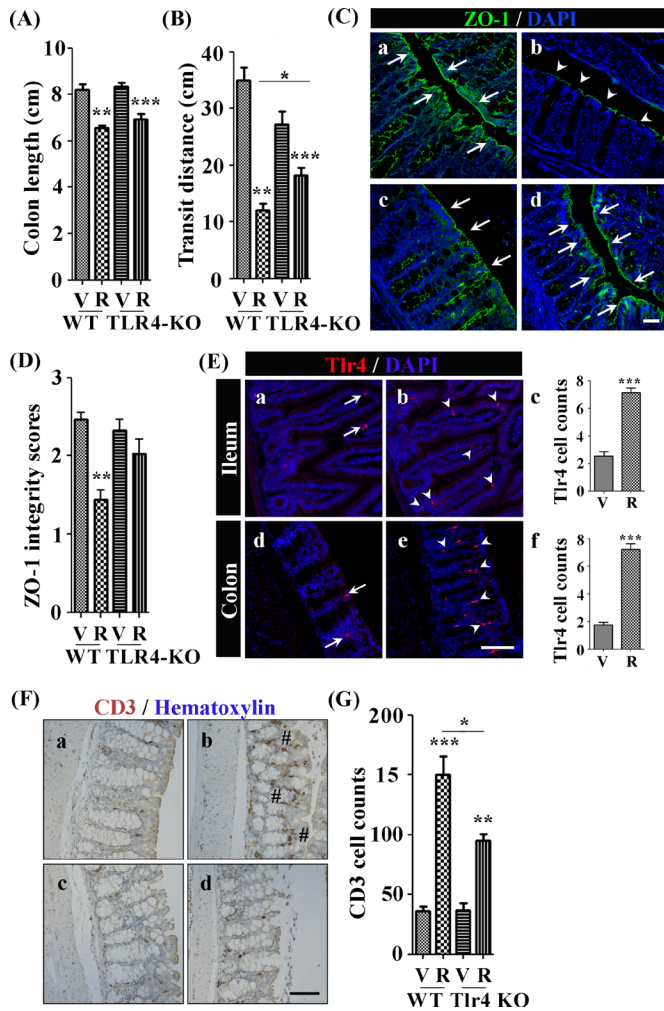 (A)
Colon length (cm)
10
8
6
4
2
0
**
***
V R V R
WT TLR4-KO
(B)
Transit distance (cm)
40
30
20
10
0
*
**
***
V R V R
WT TLR4-KO
(C)
ZO-1 / DAPI
a
b
c
d
(D)
ZO-1 integrity scores
3
2
1
0
**
V R V R
WT TLR4-KO
(E)
Tlr4 / DAPI
Ileum
a
b
c
Tlr4 cell counts
8
6
4
2
0
***
V R
Colon
d
e
f
Tlr4 cell counts
8
6
4
2
0
***
V R
(F)
CD3 / Hematoxylin
a
b
#
#
#
c
d
(G)
CD3 cell counts
200
150
100
50
0
***
*
**
V R V R
WT Tlr4 KO